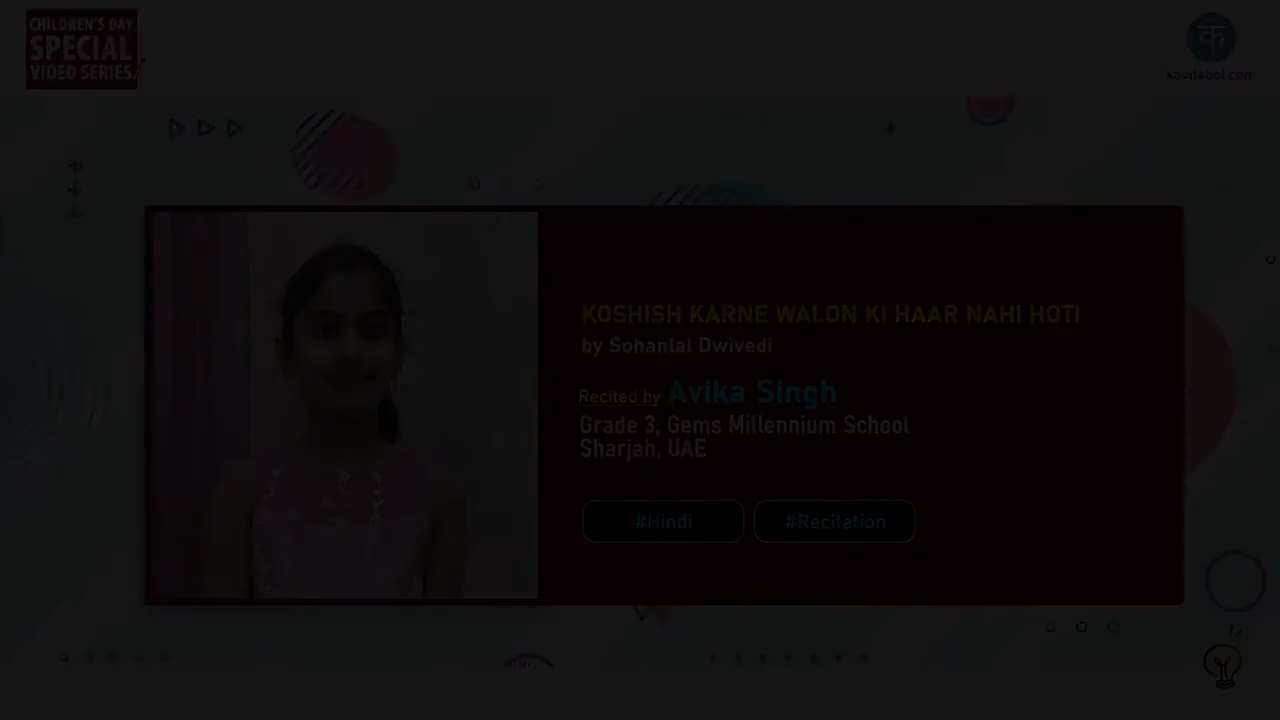 CHILDREN'S DAY
SPECIAL
VIDEO SERIES
क
kavitabol.com
KOSHISH KARNE WALON KI HAAR NAHI HOTI
by Sohanlal Dwivedi
Recited by Avika Singh
Grade 3, Gems Millennium School
Sharjah, UAE
#Hindi #Recitation